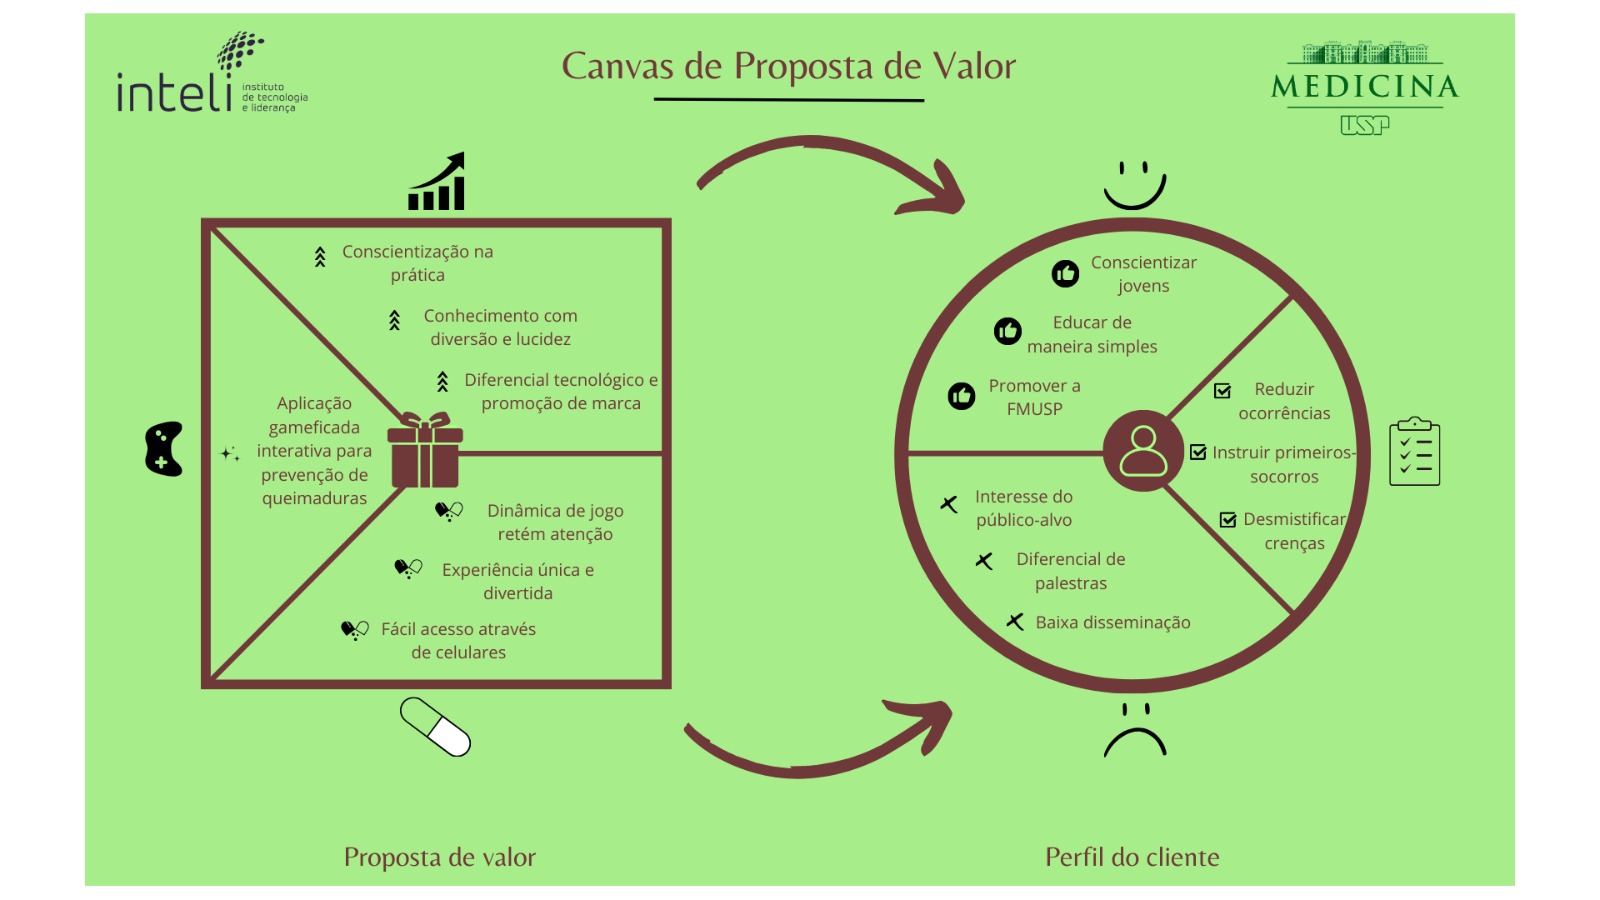 inteli
instituto
de tecnologia
e liderança
Canvas de Proposta de Valor
MEDICINA
USP
Conscientização na
prática
Conhecimento com
diversão e lucidez
Diferencial tecnológico e
promoção de marca
Aplicação
gameficada
interativa para
prevenção de
queimaduras
Dinâmica de jogo
retém atenção
Experiência única e
divertida
Fácil acesso através
de celulares
Conscientizar
jovens
Educar de
maneira simples
Promover a
FMUSP
Reduzir
ocorrências
Instruir primeiros-
socorros
Desmistificar
crenças
Interesse do
público-alvo
Diferencial de
palestras
Baixa disseminação
Proposta de valor
Perfil do cliente